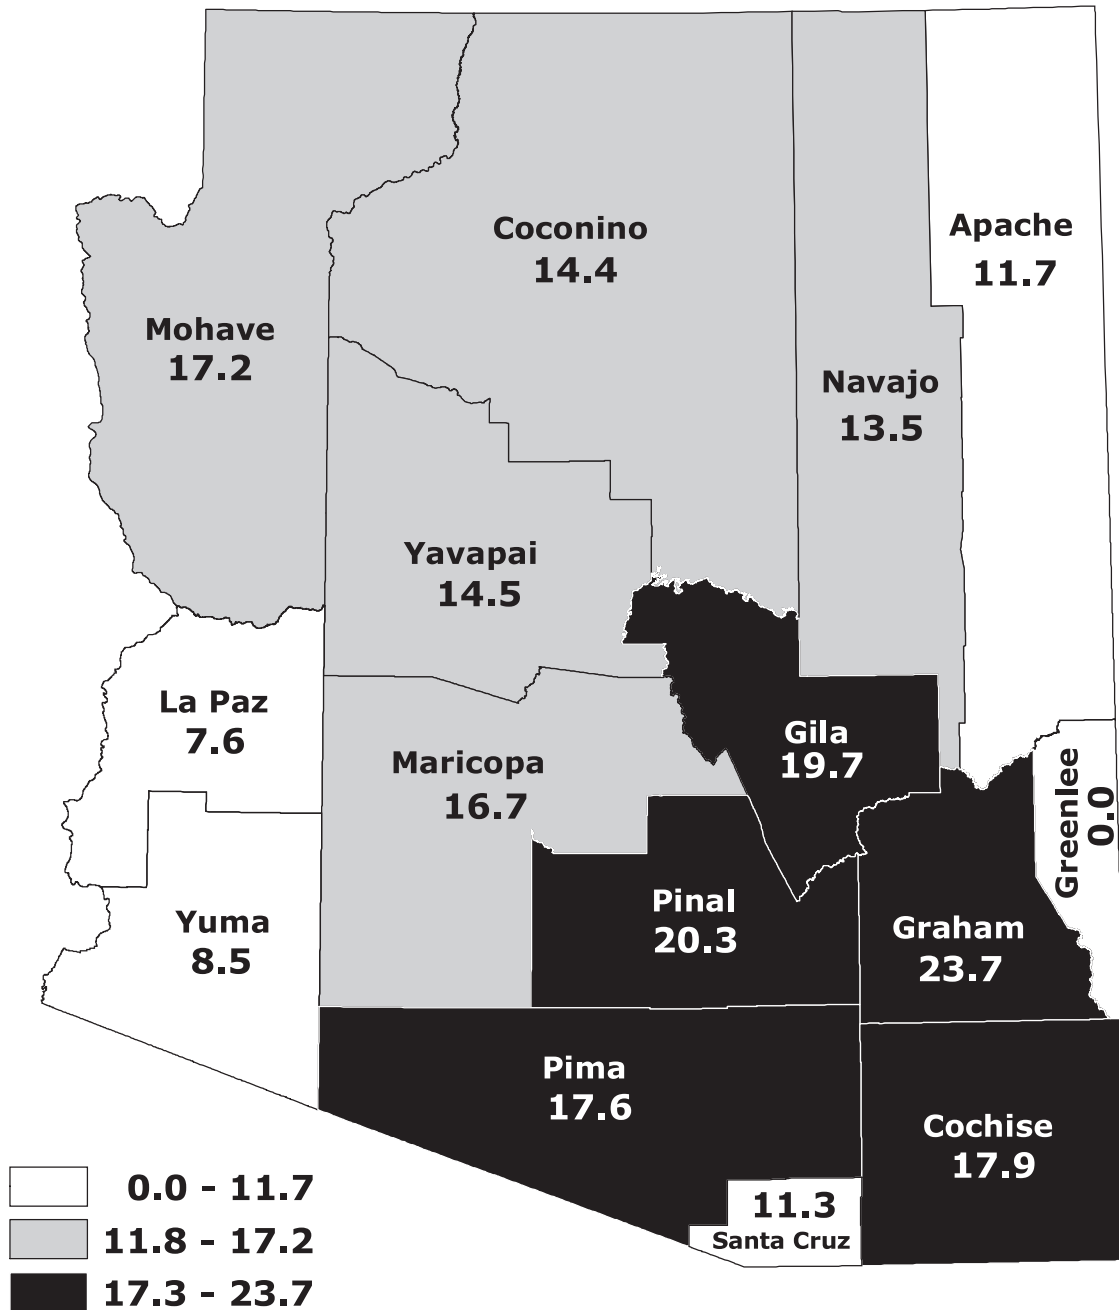 Coconino
14.4
Apache
11.7
Mohave
17.2
Navajo
13.5
Yavapai
14.5
La Paz
7.6
Gila
19.7
Maricopa
16.7
Greenlee
0.0
Pinal
20.3
Yuma
8.5
Graham
23.7
Pima
17.6
Cochise
17.9
11.3
Santa Cruz
0.0 - 11.7
11.8 - 17.2
17.3 - 23.7